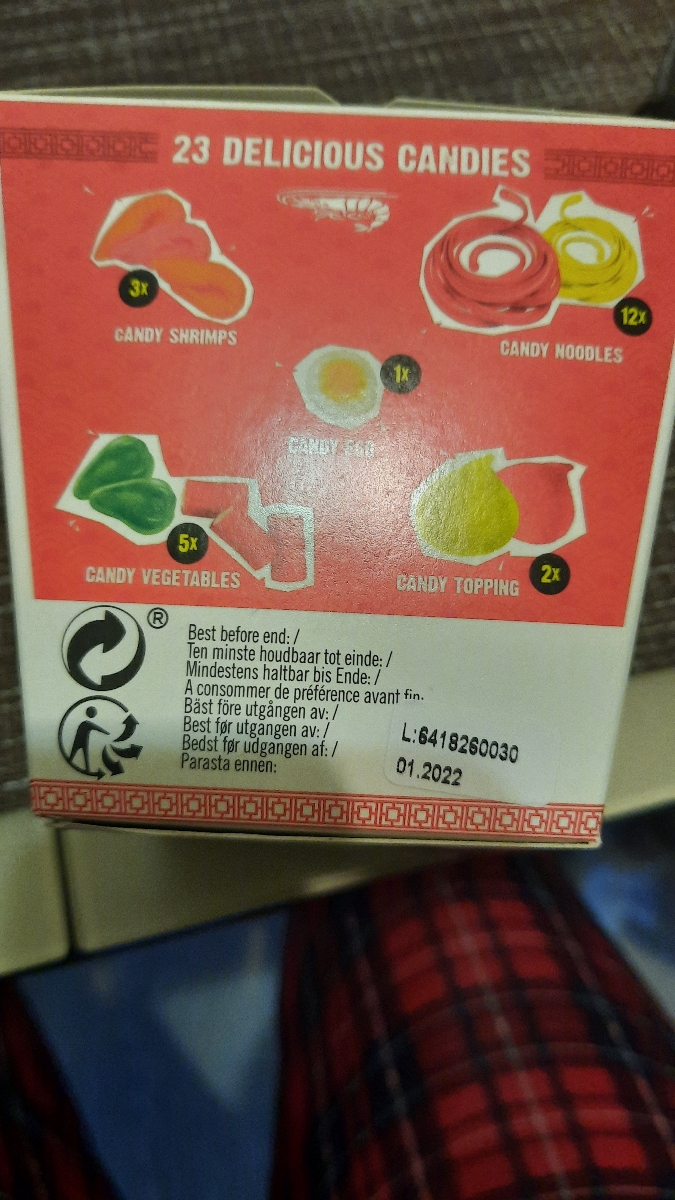 23 DELICIOUS CANDIES
3x
CANDY SHRIMPS
12x
CANDY NOODLES
1x
CANDY EGG
5x
CANDY VEGETABLES
2x
CANDY TOPPING
®
Best before end: /
Ten minste houdbaar tot einde: /
Mindestens haltbar bis Ende: /
A consommer de préférence avant fin.
Bäst före utgången av: /
Best før utgangen av: /
Bedst før udgangen af: /
Parasta ennen:
L:6418260030
01.2022